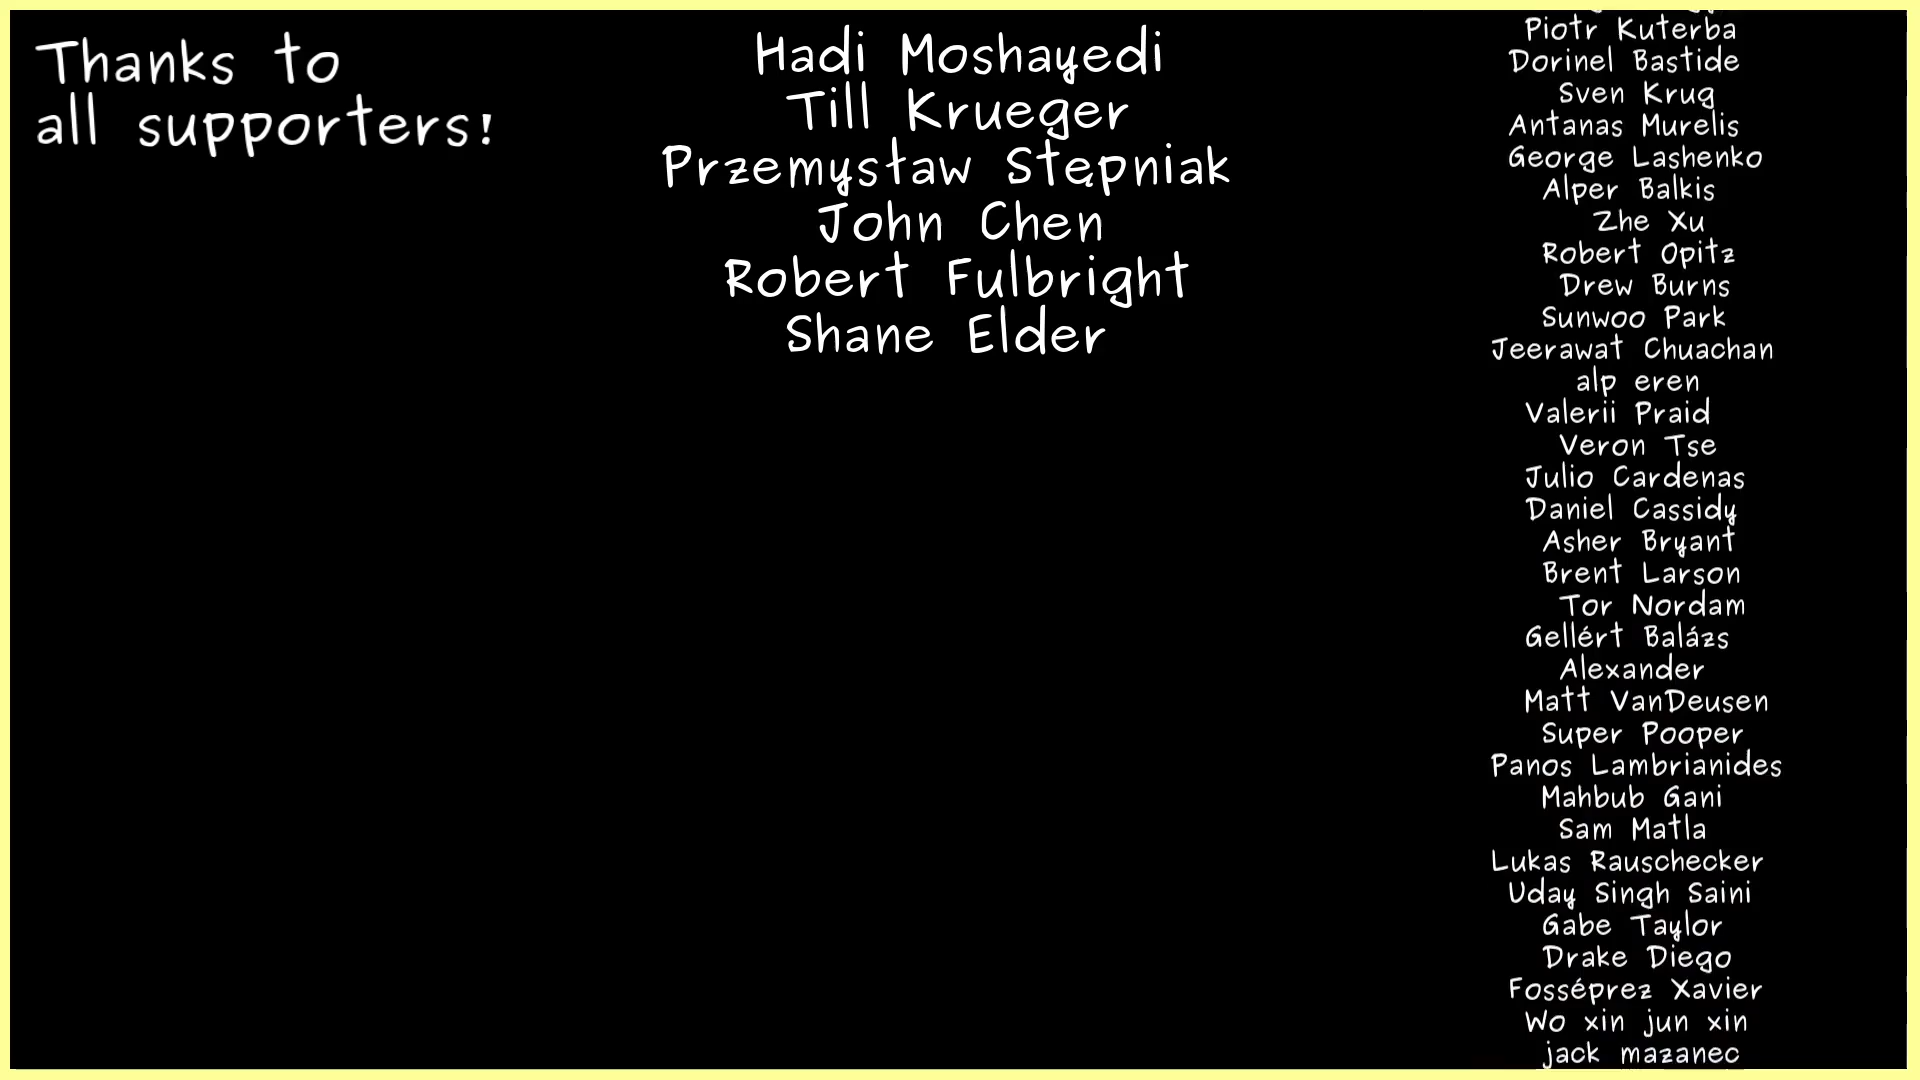 Thanks to
all supporters!
Hadi Moshayedi
Till Krueger
Przemysław Stępniak
John Chen
Robert Fulbright
Shane Elder
Piotr Kuterba
Dorinel Bastide
Sven Krug
Antanas Murelis
George Lashenko
Alper Balkis
Zhe Xu
Robert Opitz
Drew Burns
Sunwoo Park
Jeerawat Chuachan
alp eren
Valerii Praid
Veron Tse
Julio Cardenas
Daniel Cassidy
Asher Bryant
Brent Larson
Tor Nordam
Gellért Balázs
Alexander
Matt VanDeusen
Super Pooper
Panos Lambrianides
Mahbub Gani
Sam Matla
Lukas Rauschecker
Uday Singh Saini
Gabe Taylor
Drake Diego
Fosséprez Xavier
Wo xin jun xin
jack mazanec